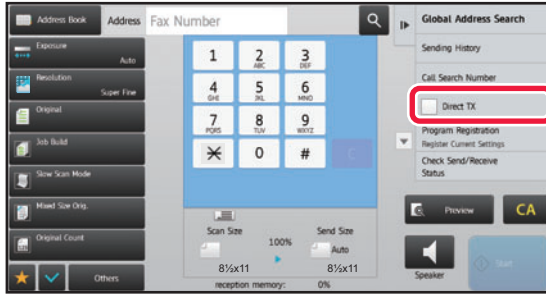 Address Book
Address
Fax Number
Global Address Search
Exposure
Auto
Sending History
Resolution
Super Fine
Call Search Number
Original
Direct TX
Job Build
Program Registration
Register Current Settings
Slow Scan Mode
Check Send/Receive
Status
Mixed Size Orig.
Original Count
Others
1
2
ABC
3
DEF
4
GHI
5
JKL
6
MNO
7
PQRS
8
TUV
9
WXYZ
0
#
C
Scan Size
100%
Send Size
Auto
8½x11
8½x11
reception memory: 0%
Preview
CA
Speaker
Start